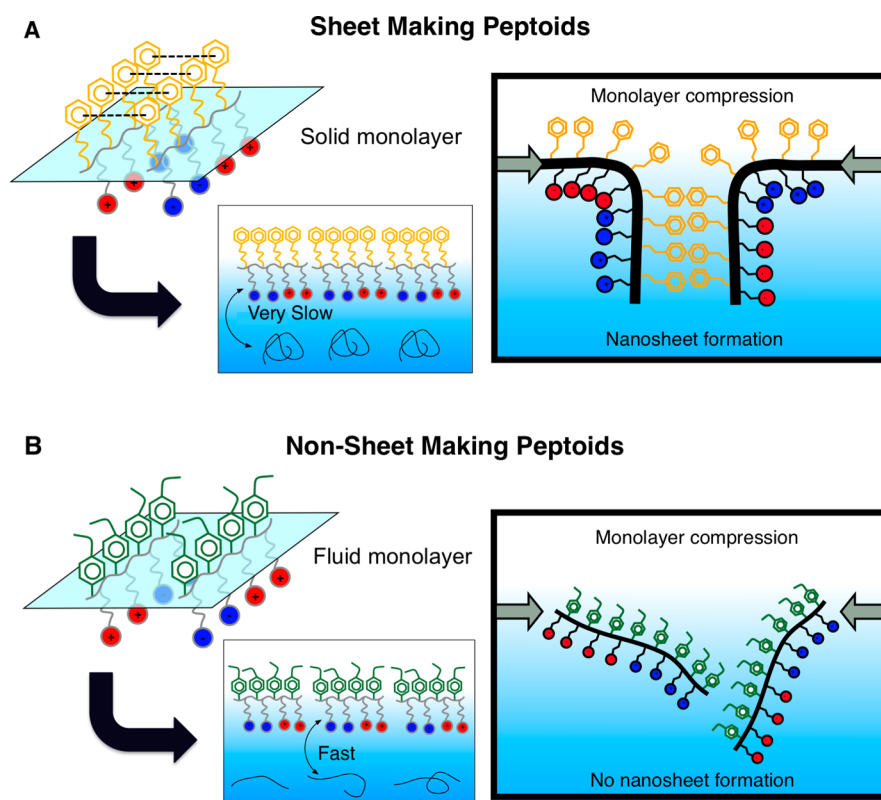 A
Sheet Making Peptoids
Solid monolayer
+
+
+
+
-
Very Slow
Monolayer compression
Nanosheet formation
B
Non-Sheet Making Peptoids
Fluid monolayer
+
+
+
+
-
-
-
Fast
Monolayer compression
No nanosheet formation